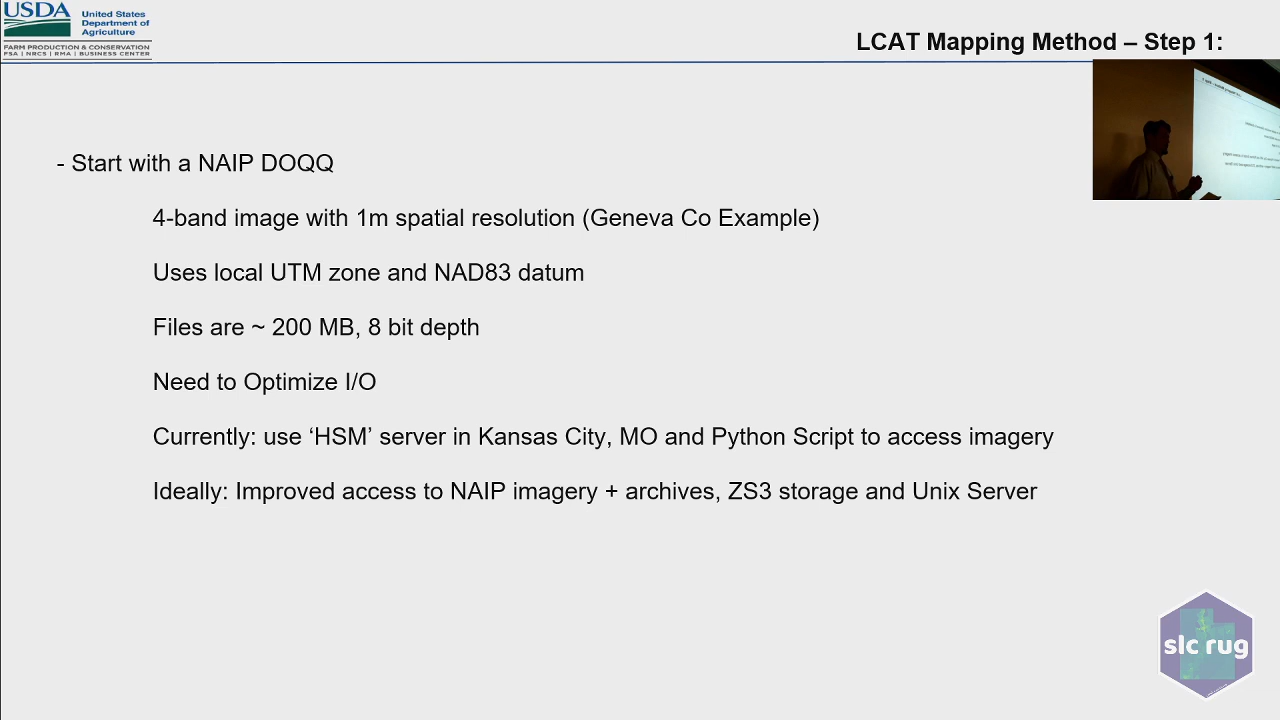 USDA
United States
Department of
Agriculture
FARM PRODUCTION & CONSERVATION
FSA | NRCS | RMA | BUSINESS CENTER
LCAT Mapping Method – Step 1:
- Start with a NAIP DOQQ
4-band image with 1m spatial resolution (Geneva Co Example)
Uses local UTM zone and NAD83 datum
Files are ~ 200 MB, 8 bit depth
Need to Optimize I/O
Currently: use ‘HSM’ server in Kansas City, MO and Python Script to access imagery
Ideally: Improved access to NAIP imagery + archives, ZS3 storage and Unix Server
slc rug